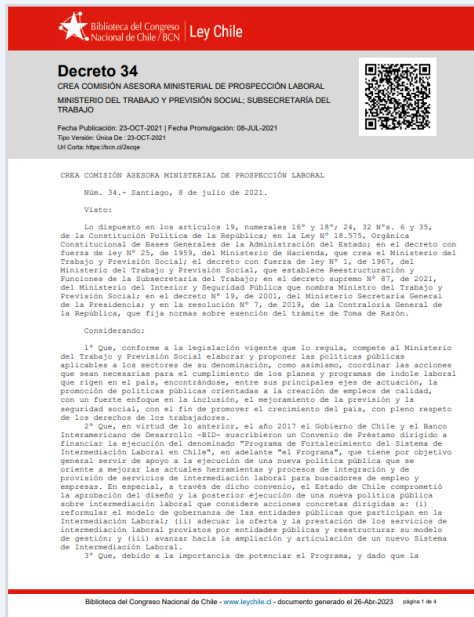 Biblioteca del Congreso
Nacional de Chile / BCN
Ley Chile
Decreto 34
CREA COMISIÓN ASESORA MINISTERIAL DE PROSPECCIÓN LABORAL
MINISTERIO DEL TRABAJO Y PREVISIÓN SOCIAL; SUBSECRETARÍA DEL
TRABAJO
Fecha Publicación: 23-OCT-2021 | Fecha Promulgación: 08-JUL-2021
Tipo Versión: Única De : 23-OCT-2021
Url Corta: https://bcn.cl/2scqe
CREA COMISIÓN ASESORA MINISTERIAL DE PROSPECCIÓN LABORAL
Núm. 34.- Santiago, 8 de julio de 2021.
Visto:
Lo dispuesto en los artículos 19, numerales 16º y 18º; 24, 32 Nºs. 6 y 35,
de la Constitución Política de la República; en la Ley Nº 18.575, Orgánica
Constitucional de Bases Generales de la Administración del Estado; en el decreto con
fuerza de ley Nº 25, de 1959, del Ministerio de Hacienda, que crea el Ministerio del
Trabajo y Previsión Social; el decreto con fuerza de ley Nº 1, de 1967, del
Ministerio del Trabajo y Previsión Social, que establece Reestructuración y
Funciones de la Subsecretaría del Trabajo; en el decreto supremo Nº 87, de 2021,
del Ministerio del Interior y Seguridad Pública que nombra Ministro del Trabajo y
Previsión Social; en el decreto Nº 19, de 2001, del Ministerio Secretaría General
de la Presidencia; y en la resolución Nº 7, de 2019, de la Contraloría General de
la República, que fija normas sobre exención del trámite de Toma de Razón.
Considerando:
1º Que, conforme a la legislación vigente que lo regula, compete al Ministerio
del Trabajo y Previsión Social elaborar y proponer las políticas públicas
aplicables a los sectores de su denominación, como asimismo, coordinar las acciones
que sean necesarias para el cumplimiento de los planes y programas de índole laboral
que rigen en el país, encontrándose, entre sus principales ejes de actuación, la
promoción de políticas públicas orientadas a la creación de empleos de calidad,
con un fuerte enfoque en la inclusión, el mejoramiento de la previsión y la
seguridad social, con el fin de promover el crecimiento del país, con pleno respeto
de los derechos de los trabajadores.
2º Que, en virtud de lo anterior, el año 2017 el Gobierno de Chile y el Banco
Interamericano de Desarrollo -BID- suscribieron un Convenio de Préstamo dirigido a
financiar la ejecución del denominado "Programa de Fortalecimiento del Sistema de
Intermediación Laboral en Chile", en adelante "el Programa", que tiene por objetivo
general servir de apoyo a la ejecución de una nueva política pública que se
oriente a mejorar las actuales herramientas y procesos de integración y de
provisión de servicios de intermediación laboral para buscadores de empleo y
empresas. En especial, a través de dicho convenio, el Estado de Chile comprometió
la aprobación del diseño y la posterior ejecución de una nueva política pública
sobre intermediación laboral que considere acciones concretas dirigidas a: (i)
reformular el modelo de gobernanza de las entidades públicas que participan en la
Intermediación Laboral; (ii) adecuar la oferta y la prestación de los servicios de
intermediación laboral provistos por entidades públicas y reestructurar su modelo
de gestión; y (iii) avanzar hacia la ampliación y articulación de un nuevo Sistema
de Intermediación Laboral.
3º Que, debido a la importancia de potenciar el Programa, y dado que la
Biblioteca del Congreso Nacional de Chile - www.leychile.cl - documento generado el 26-Abr-2023 página 1 de 4